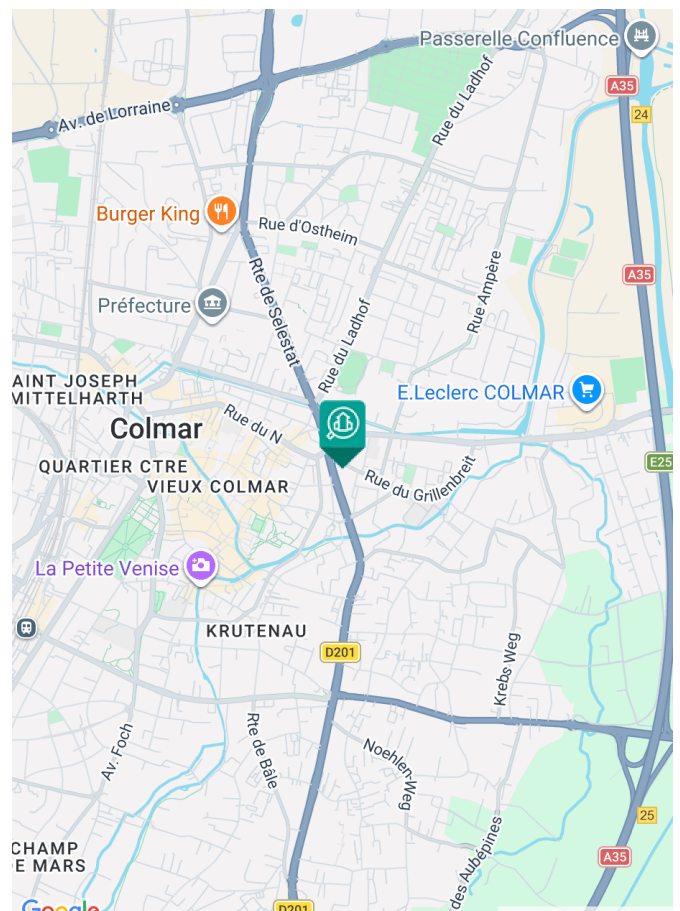 Passerelle Confluence
A35
24
Av. de Lorraine
Rue du Ladhof
Burger King
Rue d'Ostheim
Rte de Selestat
Préfecture
A35
Rue Ampère
Rue du Ladhof
AINT JOSEPH
MITTELHARTH
E.Leclerc COLMAR
Colmar
Rue du N
QUARTIER CTRE
VIEUX COLMAR
Rue du Grillenbreit
E25
La Petite Venise
KRUTENAU
D201
Krebs Weg
Av. Foch
Rte de Bâle
Noehlen-Weg
25
CHAMP
E MARS
A35
des Aubépines
Google
D201